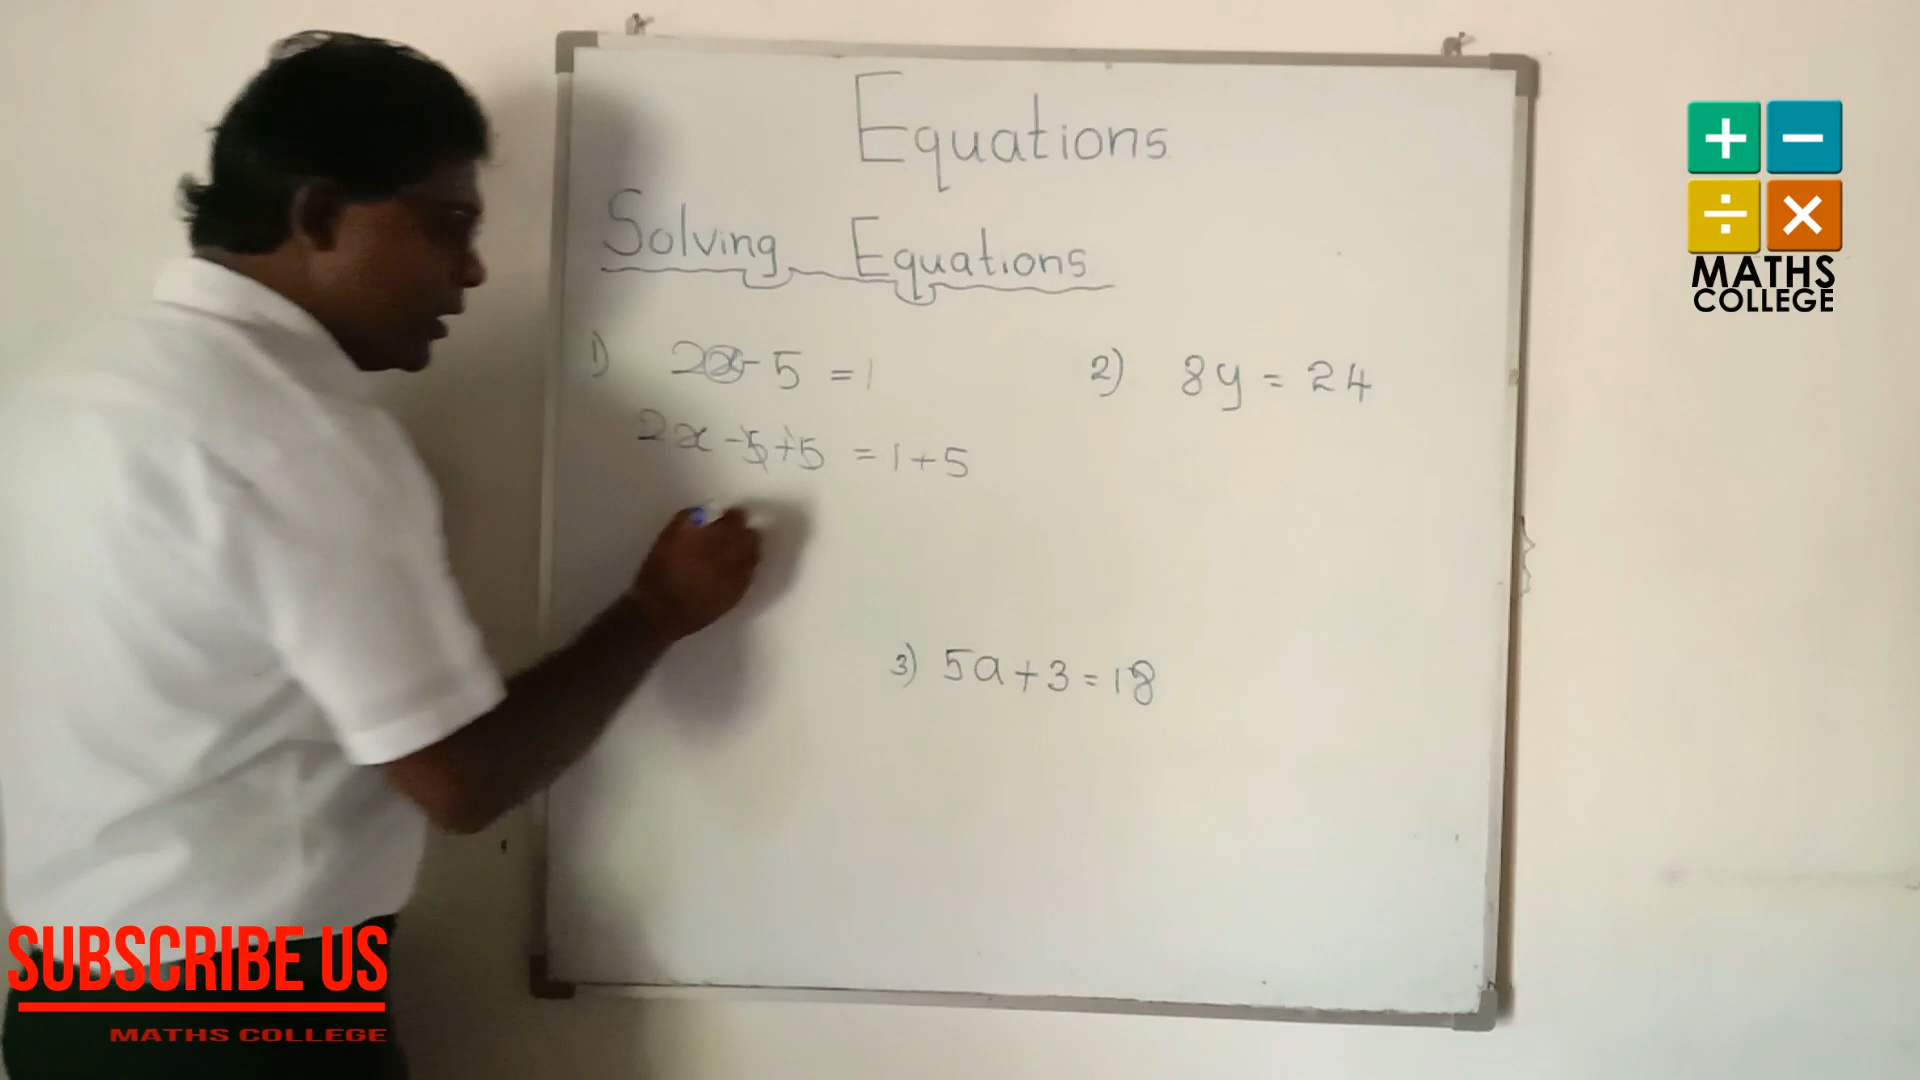 Equations
Solving Equations
1) 2x - 5 = 1
2) 8y = 24
2x - 5 + 5 = 1 + 5
3) 5a + 3 = 18
+ −
÷ ×
MATHS
COLLEGE
SUBSCRIBE US
MATHS COLLEGE